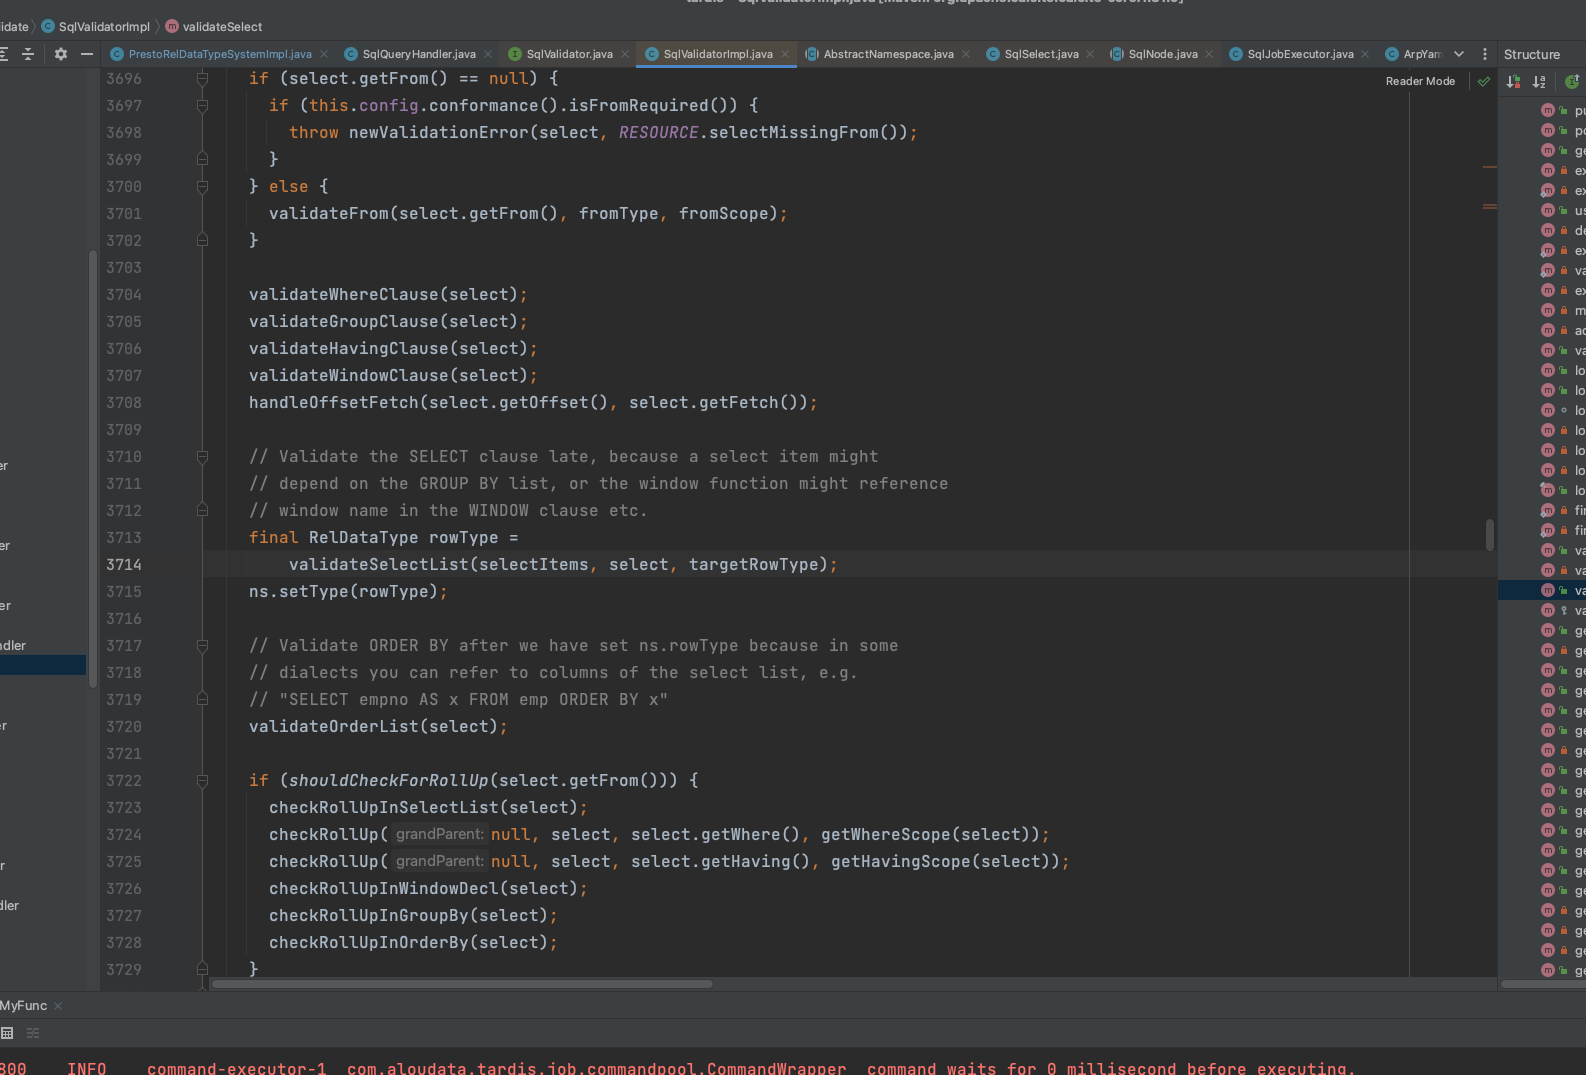 idate SqlValidatorImpl validateSelect
PrestoRelDataTypeSystemImpl.java SqlQueryHandler.java SqlValidator.java SqlValidatorImpl.java AbstractNamespace.java SqlSelect.java SqlNode.java SqlJobExecutor.java ArpYam Structure
Reader Mode
3696 if (select.getFrom() == null) {
3697 if (this.config.conformance().isFromRequired()) {
3698 throw newValidationError(select, RESOURCE.selectMissingFrom());
3699 }
3700 } else {
3701 validateFrom(select.getFrom(), fromType, fromScope);
3702 }
3703
3704 validateWhereClause(select);
3705 validateGroupClause(select);
3706 validateHavingClause(select);
3707 validateWindowClause(select);
3708 handleOffsetFetch(select.getOffset(), select.getFetch());
3709
3710 // Validate the SELECT clause late, because a select item might
3711 // depend on the GROUP BY list, or the window function might reference
3712 // window name in the WINDOW clause etc.
3713 final RelDataType rowType =
3714 validateSelectList(selectItems, select, targetRowType);
3715 ns.setType(rowType);
3716
3717 // Validate ORDER BY after we have set ns.rowType because in some
3718 // dialects you can refer to columns of the select list, e.g.
3719 // "SELECT empno AS x FROM emp ORDER BY x"
3720 validateOrderList(select);
3721
3722 if (shouldCheckForRollUp(select.getFrom())) {
3723 checkRollUpInSelectList(select);
3724 checkRollUp( grandParent: null, select, select.getWhere(), getWhereScope(select));
3725 checkRollUp( grandParent: null, select, select.getHaving(), getHavingScope(select));
3726 checkRollUpInWindowDecl(select);
3727 checkRollUpInGroupBy(select);
3728 checkRollUpInOrderBy(select);
3729 }
MyFunc
800 INFO command-executor-1 com.aloudata.tardis.job.commandpool.CommandWrapper command waits for 0 millisecond before executing.